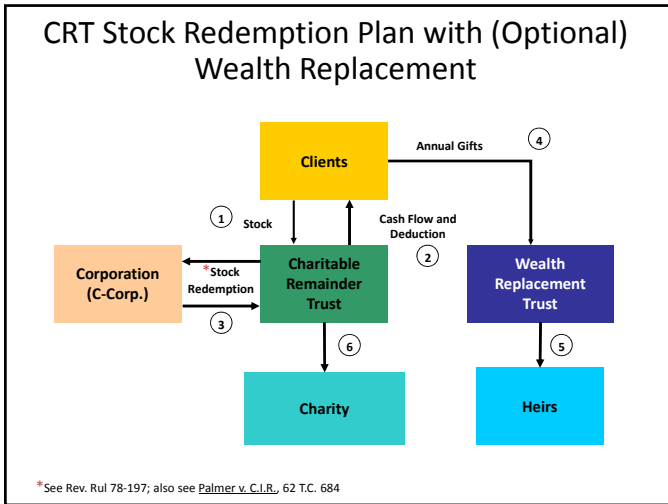 CRT Stock Redemption Plan with (Optional)
Wealth Replacement
Clients
Annual Gifts
4
1
Stock
Cash Flow and
Deduction
2
Corporation
(C-Corp.)
*Stock
Redemption
3
Charitable
Remainder
Trust
Wealth
Replacement
Trust
6
5
Charity
Heirs
*See Rev. Rul 78-197; also see Palmer v. C.I.R., 62 T.C. 684